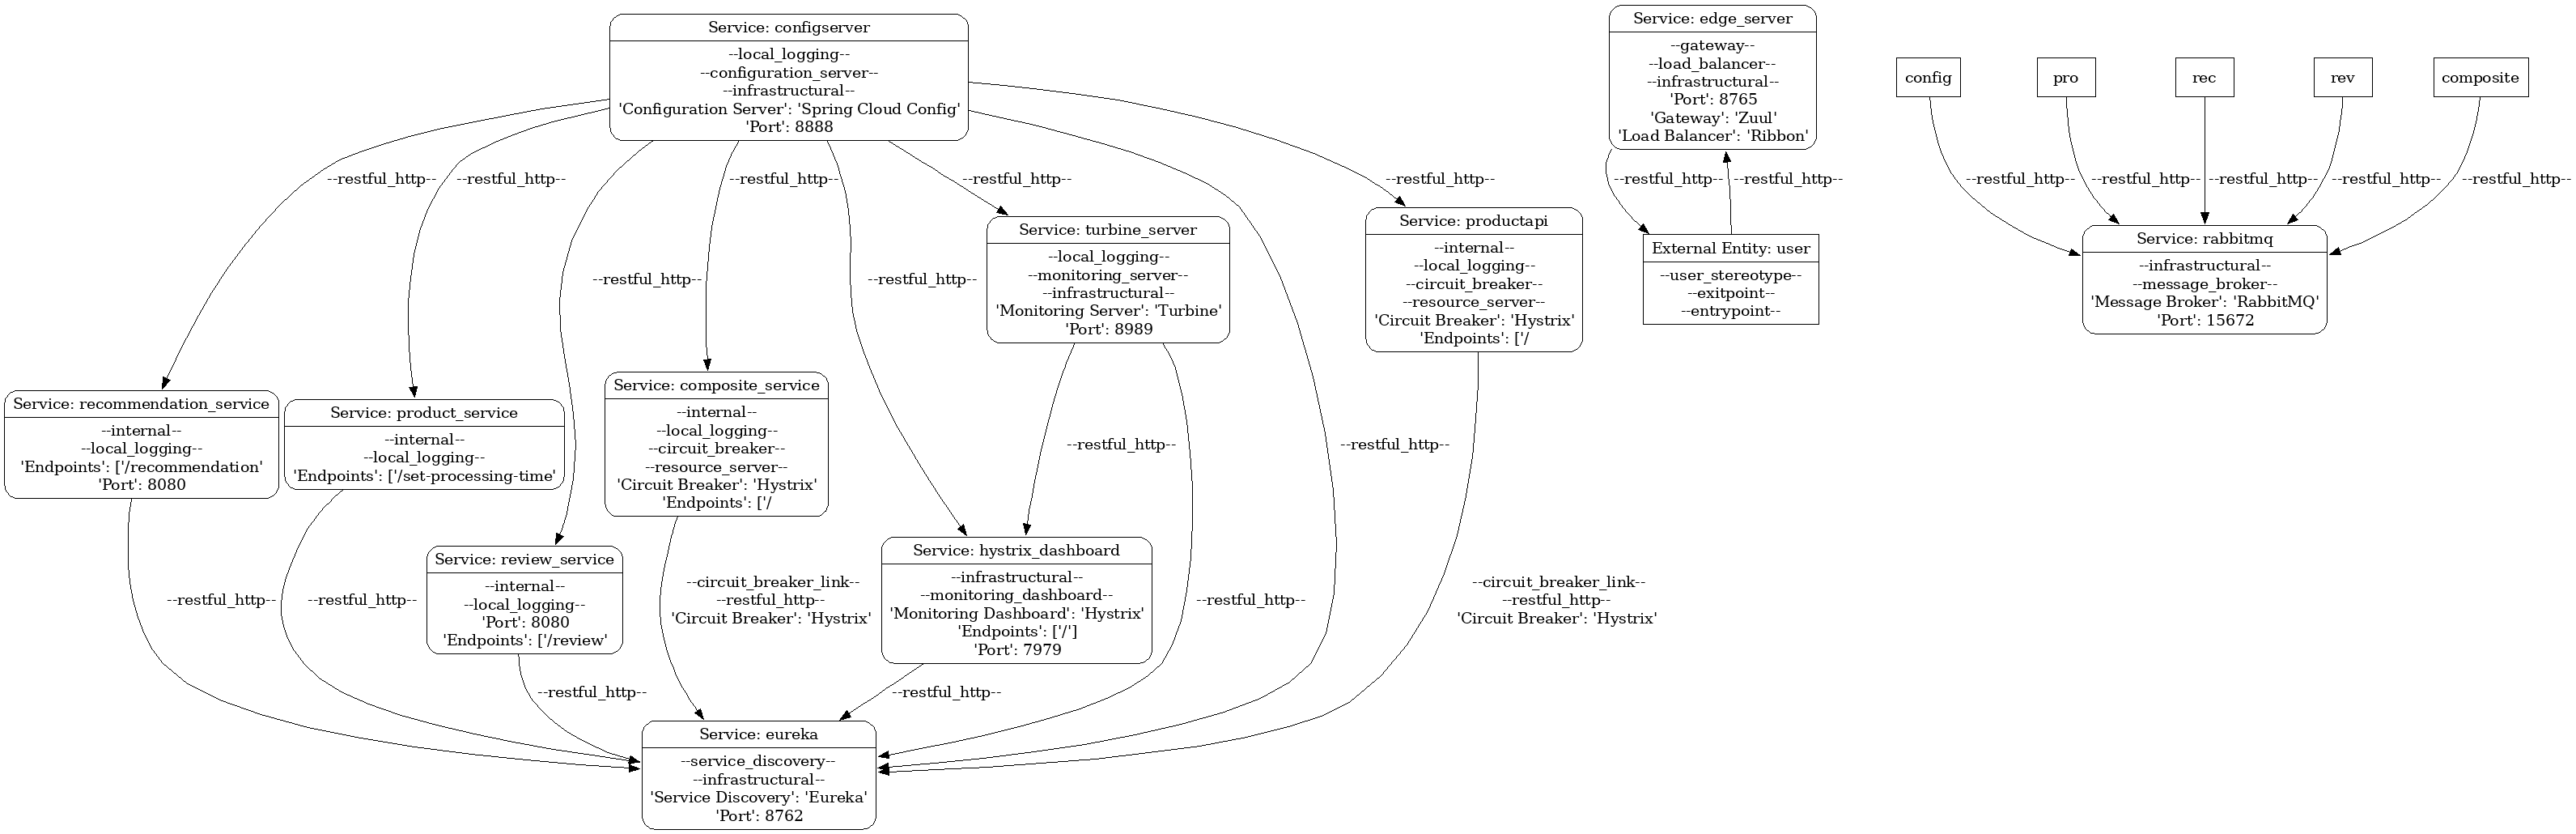 Service: configserver
--local_logging--
--configuration_server--
--infrastructural--
'Configuration Server': 'Spring Cloud Config'
'Port': 8888
Service: edge_server
--gateway--
--load_balancer--
--infrastructural--
'Port': 8765
'Gateway': 'Zuul'
'Load Balancer': 'Ribbon'
config
pro
rec
rev
composite
--restful_http--
--restful_http--
--restful_http--
--restful_http--
--restful_http--
--restful_http--
--restful_http--
--restful_http--
--restful_http--
--restful_http--
--restful_http--
--restful_http--
Service: turbine_server
--local_logging--
--monitoring_server--
--infrastructural--
'Monitoring Server': 'Turbine'
'Port': 8989
Service: productapi
--internal--
--local_logging--
--circuit_breaker--
--resource_server--
'Circuit Breaker': 'Hystrix'
'Endpoints': ['/
External Entity: user
--user_stereotype--
--exitpoint--
--entrypoint--
Service: rabbitmq
--infrastructural--
--message_broker--
'Message Broker': 'RabbitMQ'
'Port': 15672
--restful_http--
--restful_http--
Service: recommendation_service
--internal--
--local_logging--
'Endpoints': ['/recommendation'
'Port': 8080
Service: product_service
--internal--
--local_logging--
'Endpoints': ['/set-processing-time'
Service: composite_service
--internal--
--local_logging--
--circuit_breaker--
--resource_server--
'Circuit Breaker': 'Hystrix'
'Endpoints': ['/
--restful_http--
--restful_http--
Service: review_service
--internal--
--local_logging--
'Port': 8080
'Endpoints': ['/review'
Service: hystrix_dashboard
--infrastructural--
--monitoring_dashboard--
'Monitoring Dashboard': 'Hystrix'
'Endpoints': ['/']
'Port': 7979
--restful_http--
--restful_http--
--circuit_breaker_link--
--restful_http--
'Circuit Breaker': 'Hystrix'
--restful_http--
--circuit_breaker_link--
--restful_http--
'Circuit Breaker': 'Hystrix'
--restful_http--
--restful_http--
Service: eureka
--service_discovery--
--infrastructural--
'Service Discovery': 'Eureka'
'Port': 8762